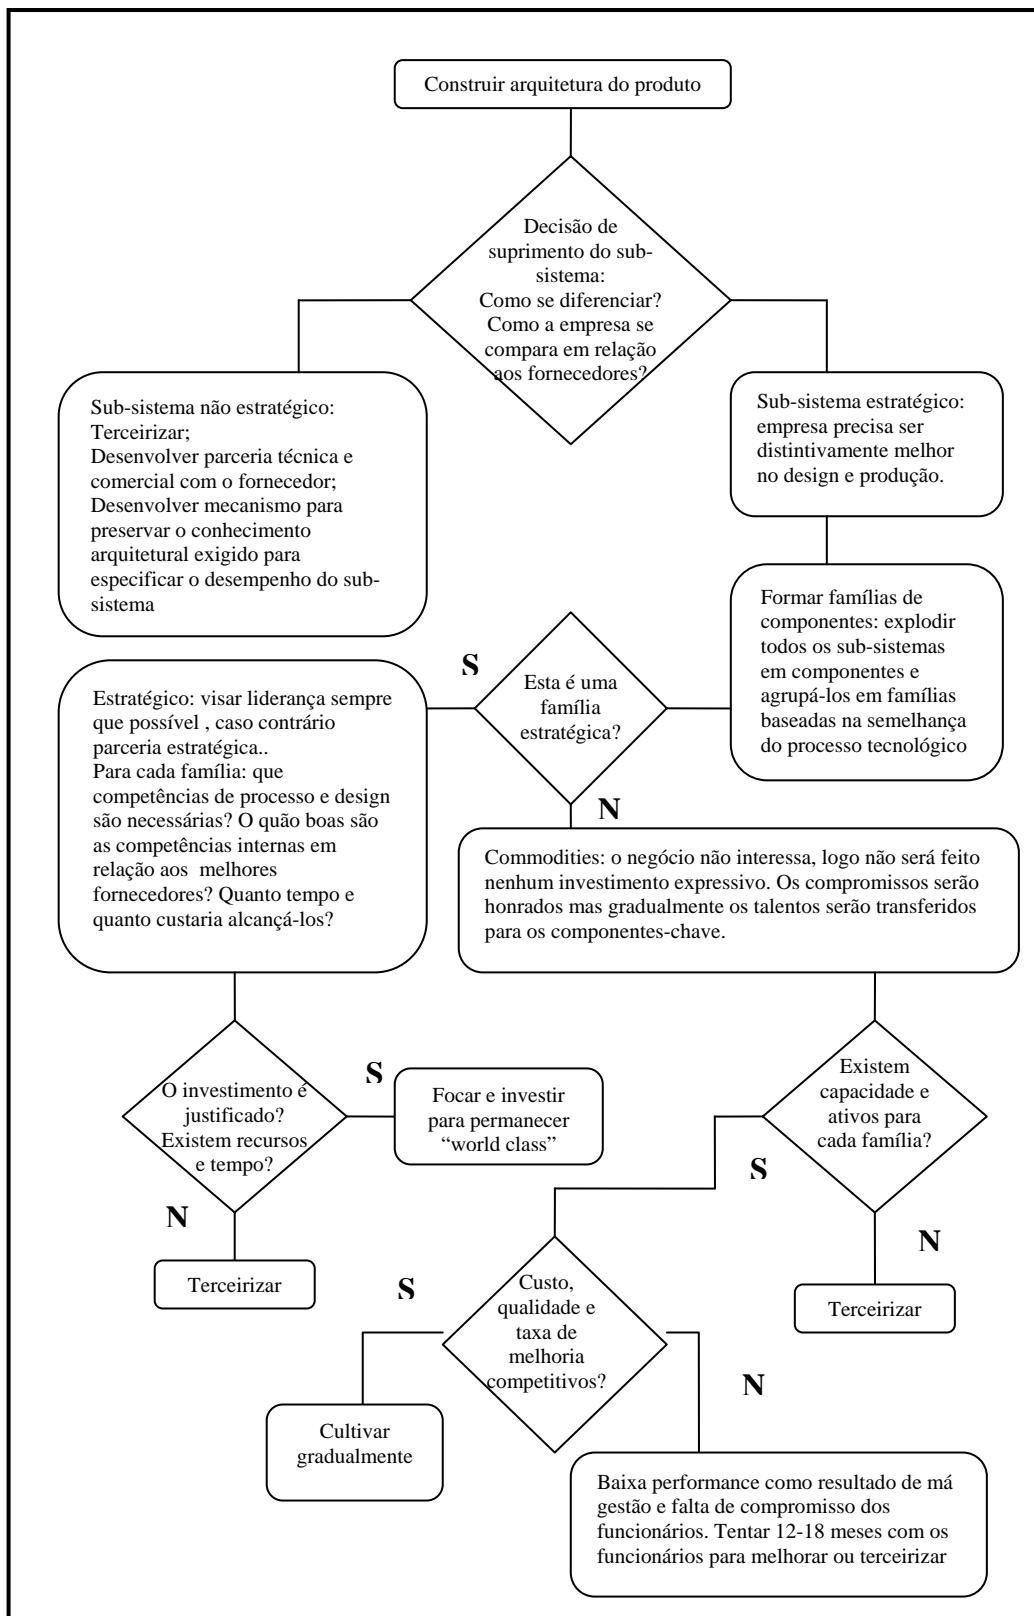 Construir arquitetura do produto
Decisão de
suprimento do sub-
sistema:
Como se diferenciar?
Como a empresa se
compara em relação
aos fornecedores?
Sub-sistema não estratégico:
Terceirizar;
Desenvolver parceria técnica e
comercial com o fornecedor;
Desenvolver mecanismo para
preservar o conhecimento
arquitetural exigido para
especificar o desempenho do sub-
sistema
Sub-sistema estratégico:
empresa precisa ser
distintivamente melhor
no design e produção.
Formar famílias de
componentes: explodir
todos os sub-sistemas
em componentes e
agrupá-los em famílias
baseadas na semelhança
do processo tecnológico
S
Esta é uma
família
estratégica?
N
Estratégico: visar liderança sempre
que possível , caso contrário
parceria estratégica..
Para cada família: que
competências de processo e design
são necessárias? O quão boas são
as competências internas em
relação aos  melhores
fornecedores? Quanto tempo e
quanto custaria alcançá-los?
Commodities: o negócio não interessa, logo não será feito
nenhum investimento expressivo. Os compromissos serão
honrados mas gradualmente os talentos serão transferidos
para os componentes-chave.
O investimento é
justificado?
Existem recursos
e tempo?
S
Focar e investir
para permanecer
“world class”
N
Terceirizar
Existem
capacidade e
ativos para
cada família?
S
N
Terceirizar
Custo,
qualidade e
taxa de
melhoria
competitivos?
S
Cultivar
gradualmente
N
Baixa performance como resultado de má
gestão e falta de compromisso dos
funcionários. Tentar 12-18 meses com os
funcionários para melhorar ou terceirizar